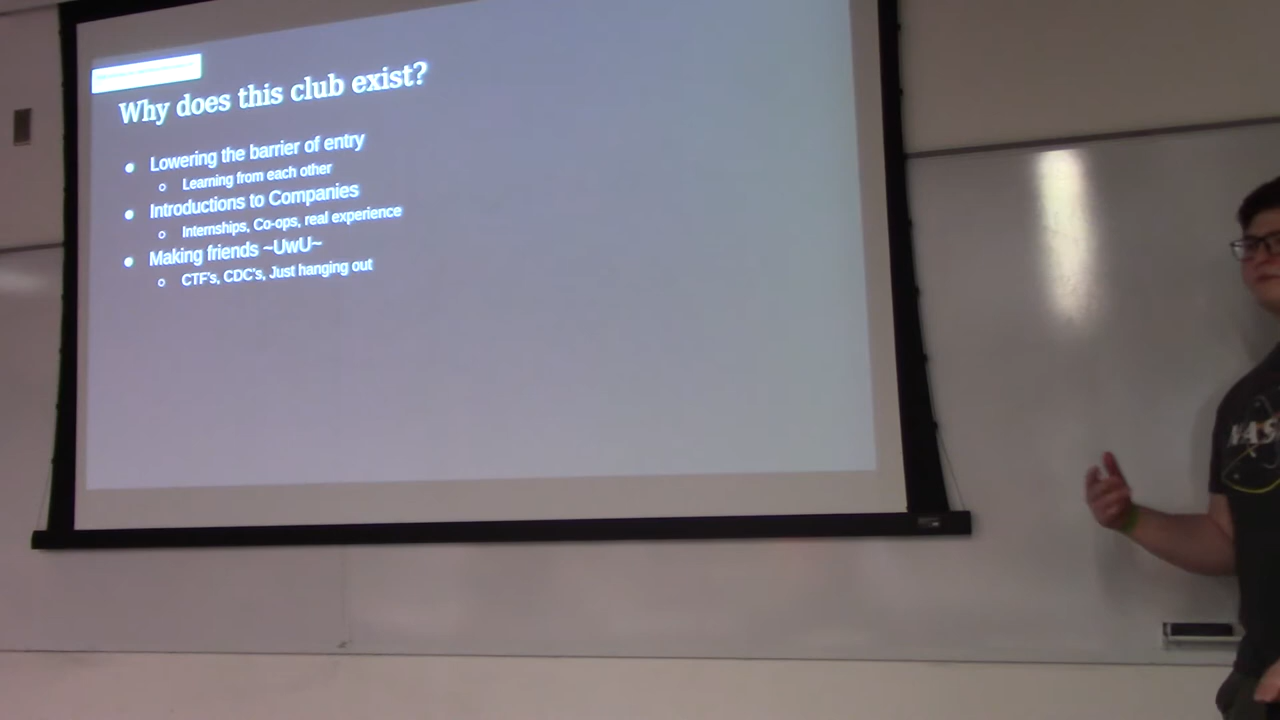 Why does this club exist?
Lowering the barrier of entry
Learning from each other
Introductions to Companies
Internships, Co-ops, real experience
Making friends ~UwU~
CTF's, CDC's, Just hanging out
NAS